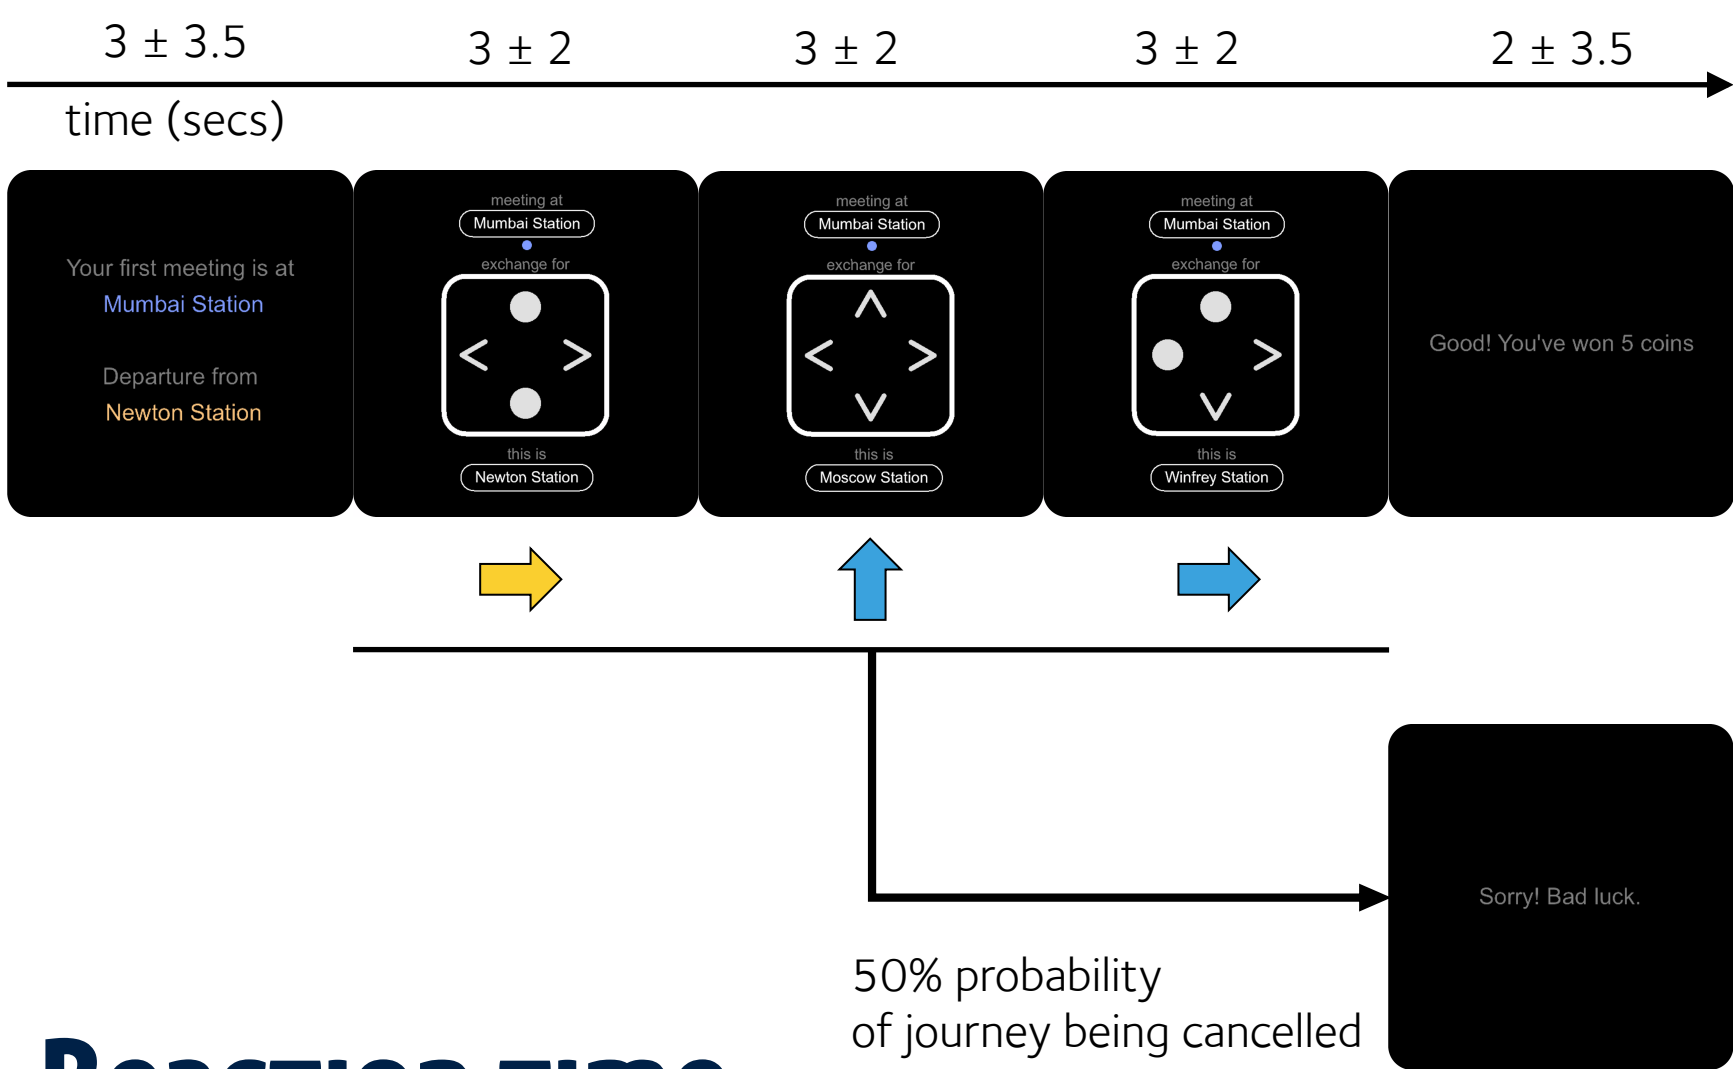 3 ± 3.5
3 ± 2
3 ± 2
3 ± 2
2 ± 3.5
time (secs)
Your first meeting is at
Mumbai Station
Departure from
Newton Station
meeting at
Mumbai Station
exchange for
this is
Newton Station
meeting at
Mumbai Station
exchange for
this is
Moscow Station
meeting at
Mumbai Station
exchange for
this is
Winfrey Station
Good! You've won 5 coins
Sorry! Bad luck.
50% probability
of journey being cancelled
Reaction time